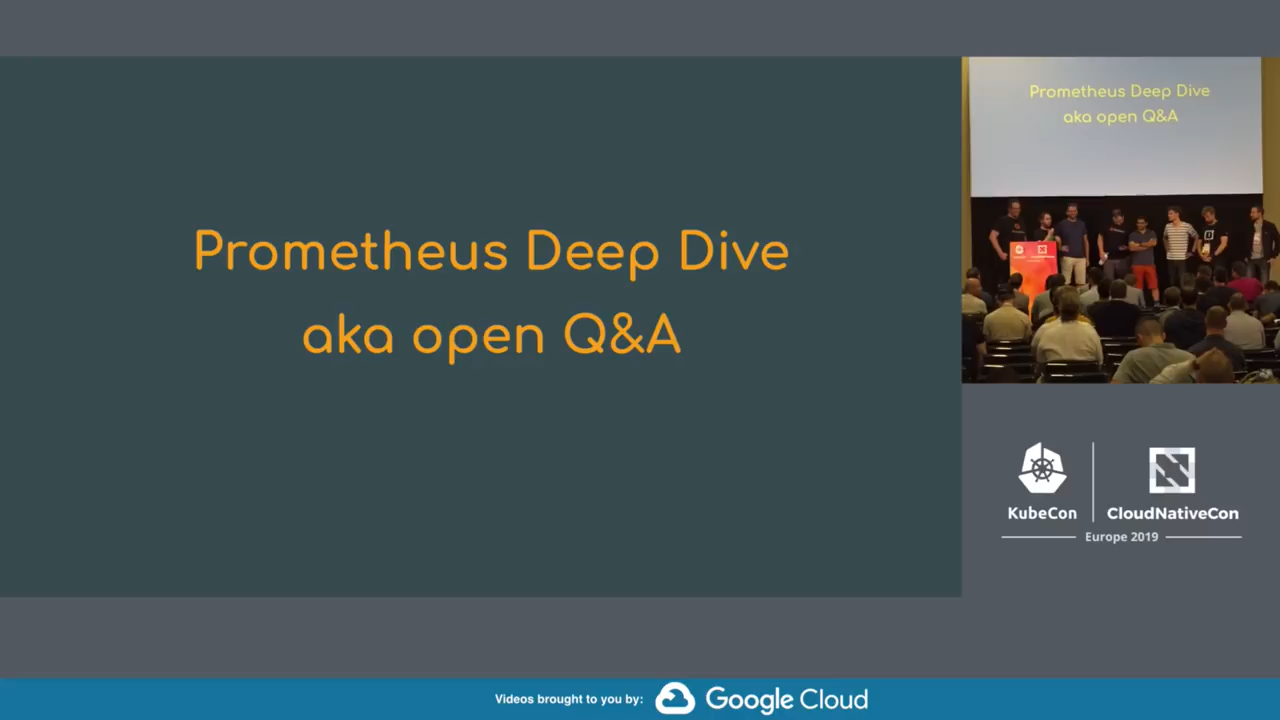 Prometheus Deep Dive
aka open Q&A
Prometheus Deep Dive
aka open Q&A
KubeCon
CloudNativeCon
Europe 2019
Videos brought to you by:
Google Cloud